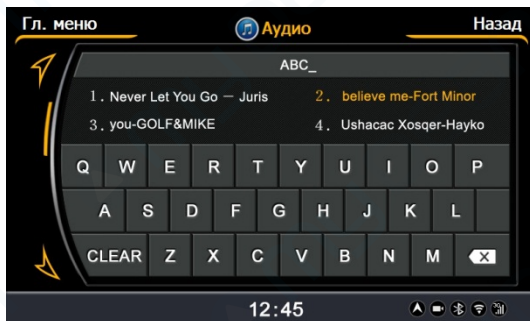 Гл. меню Аудио Назад
ABC_
1. Never Let You Go — Juris 2. believe me-Fort Minor
3. you-GOLF&MIKE 4. Ushacac Xosqer-Hayko
Q W E R T Y U I O P
A S D F G H J K L
CLEAR Z X C V B N M
12:45